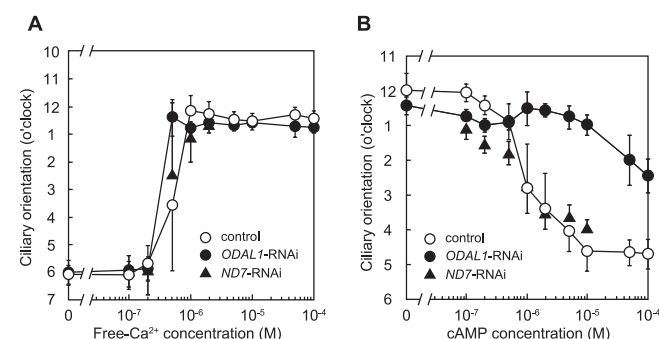 A
Ciliary orientation (o'clock)
10
11
12
1
2
3
4
5
6
7
control
ODAL1-RNAi
ND7-RNAi
0
10-7
10-6
10-5
10-4
Free-Ca2+ concentration (M)
B
Ciliary orientation (o'clock)
11
12
1
2
3
4
5
6
control
ODAL1-RNAi
ND7-RNAi
0
10-7
10-6
10-5
10-4
cAMP concentration (M)